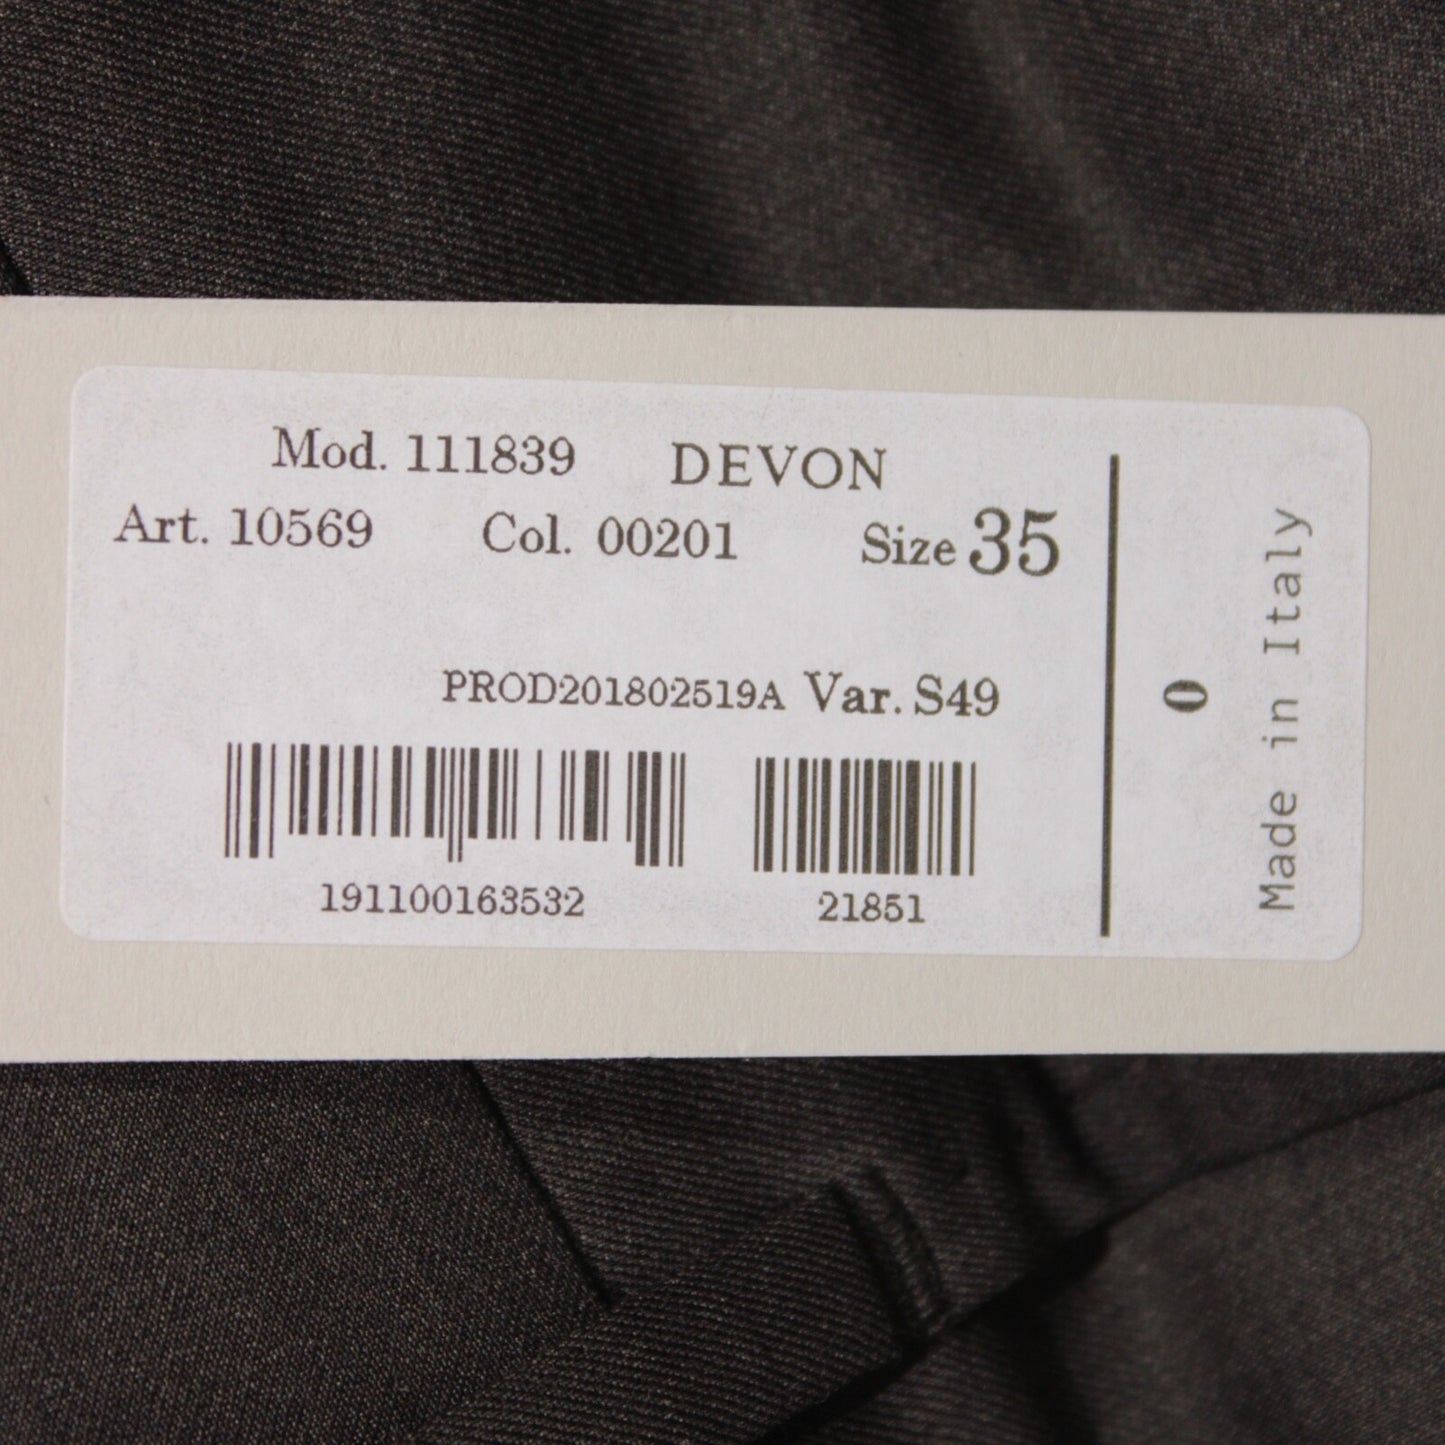 Mod. 111839 DEVON
Art. 10569 Col. 00201 Size 35
PROD201802519A Var. S49
191100163532 21851
0
Made in Italy